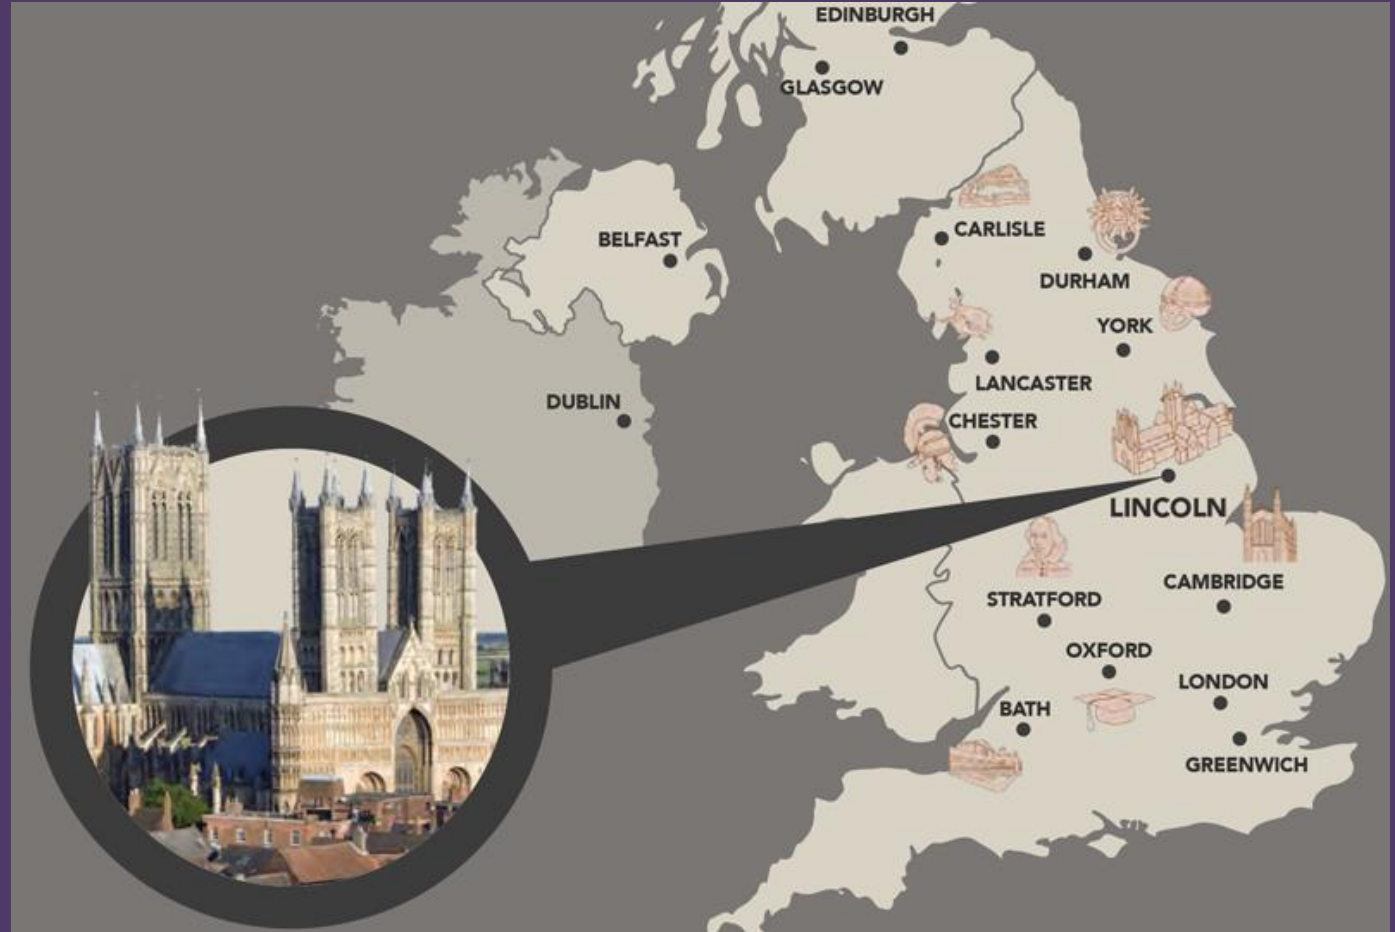 EDINBURGH
GLASGOW
CARLISLE
BELFAST
DURHAM
YORK
LANCASTER
DUBLIN
CHESTER
LINCOLN
CAMBRIDGE
STRATFORD
OXFORD
LONDON
BATH
GREENWICH